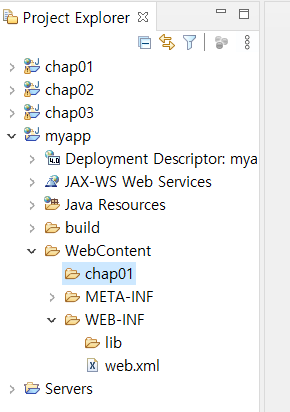 Project Explorer
chap01
chap02
chap03
myapp
Deployment Descriptor: mya
JAX-WS Web Services
Java Resources
build
WebContent
chap01
META-INF
WEB-INF
lib
web.xml
Servers